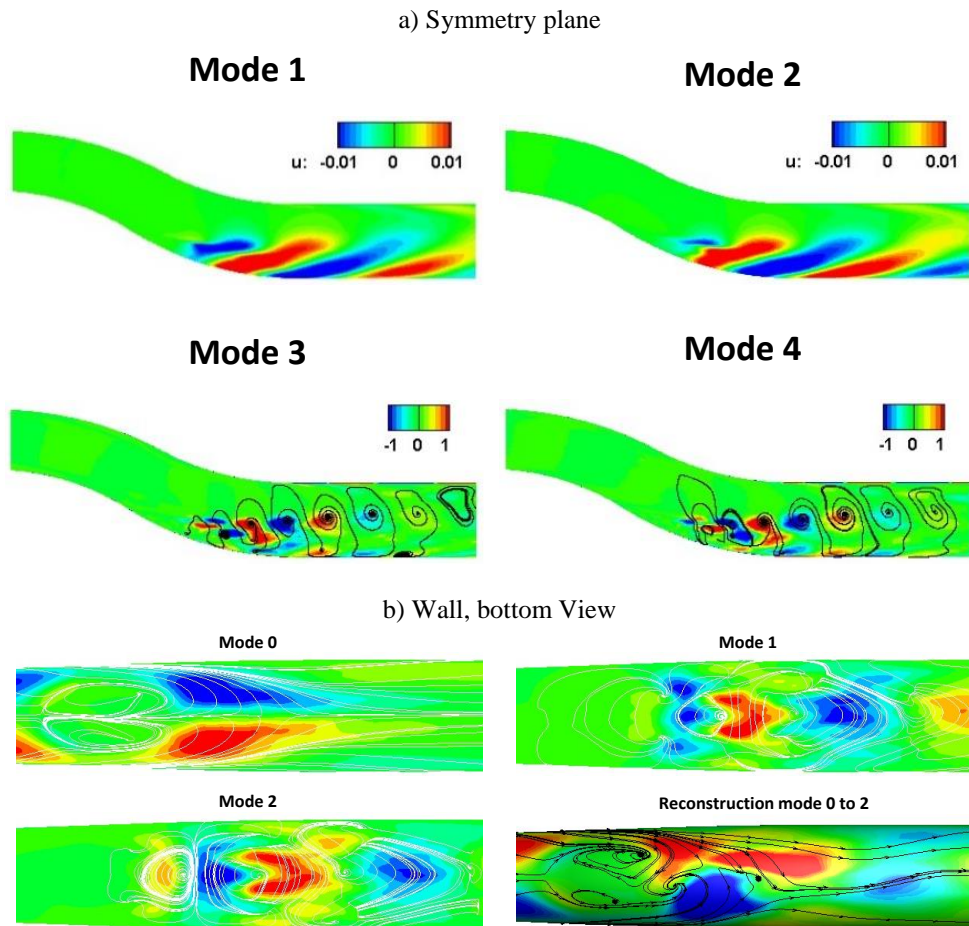 a) Symmetry plane
Mode 1
Mode 2
u: -0.01 0 0.01
u: -0.01 0 0.01
Mode 3
Mode 4
-1 0 1
-1 0 1
b) Wall, bottom View
Mode 0
Mode 1
Mode 2
Reconstruction mode 0 to 2